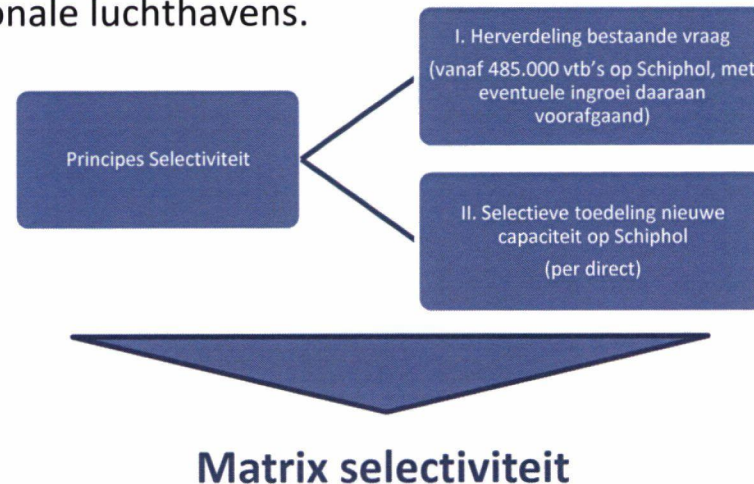 onale luchthavens.
I. Herverdeling bestaande vraag
(vanaf 485.000 vtb's op Schiphol, met
eventuele ingroei daaraan
voorafgaand)
Principes Selectiviteit
II. Selectieve toedeling nieuwe
capaciteit op Schiphol
(per direct)
Matrix selectiviteit